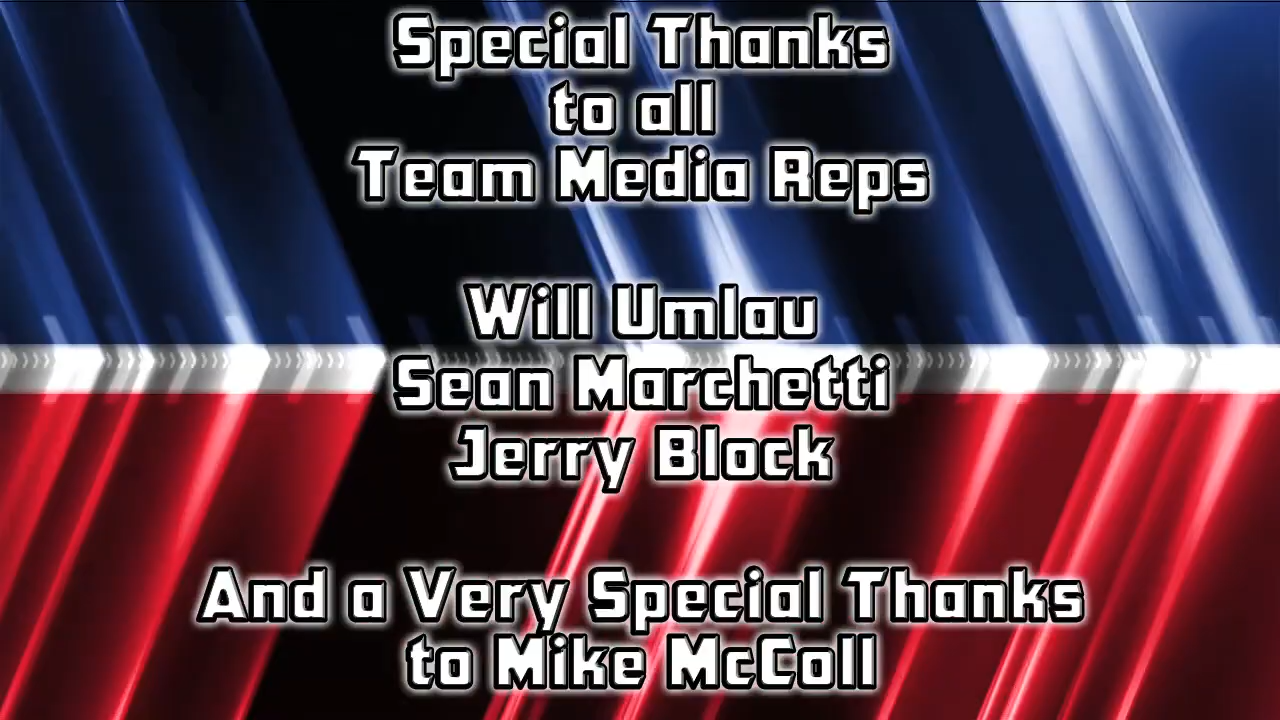 Special Thanks
to all
Team Media Reps
Will Umlau
Sean Marchetti
Jerry Block
And a Very Special Thanks
to Mike McColl